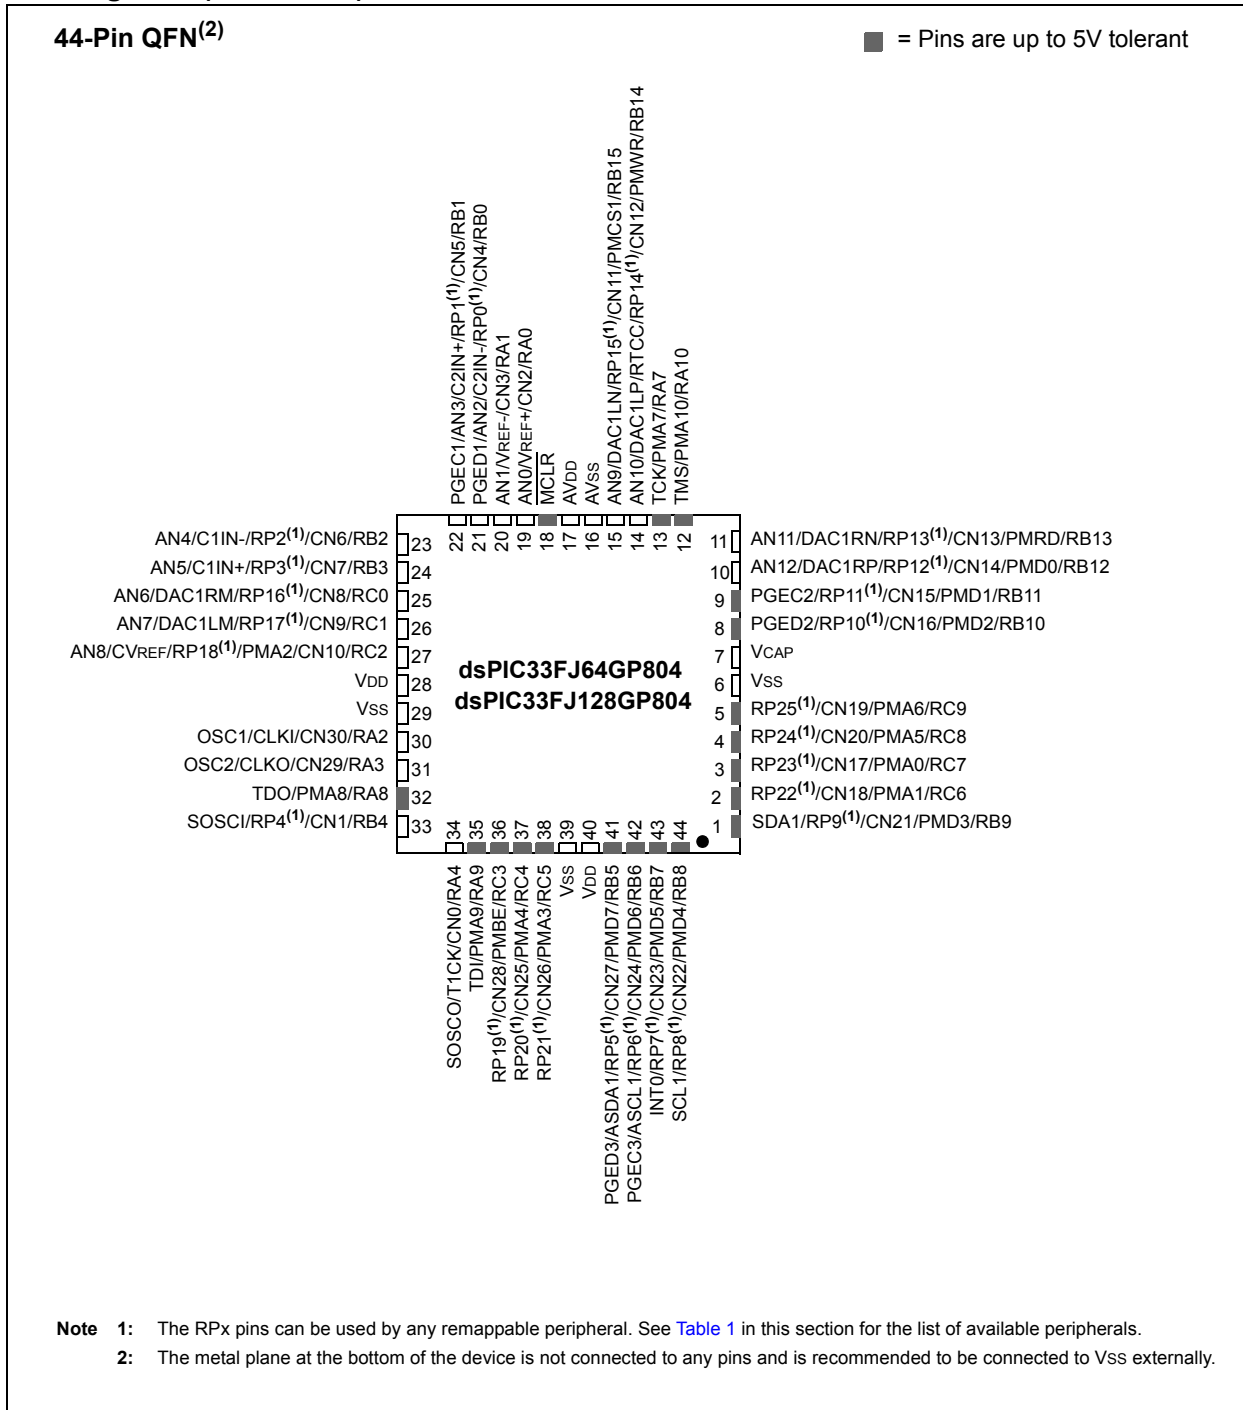 44-Pin QFN(2)
= Pins are up to 5V tolerant
PGEC1/AN3/C2IN+/RP1(1)/CN5/RB1
PGED1/AN2/C2IN-/RP0(1)/CN4/RB0
AN1/VREF-/CN3/RA1
AN0/VREF+/CN2/RA0
MCLR
AVDD
AVSS
AN9/DAC1LN/RP15(1)/CN11/PMCS1/RB15
AN10/DAC1LP/RTCC/RP14(1)/CN12/PMWR/RB14
TCK/PMA7/RA7
TMS/PMA10/RA10
22 21 20 19 18 17 16 15 14 13 12
AN4/C1IN-/RP2(1)/CN6/RB2 23
AN5/C1IN+/RP3(1)/CN7/RB3 24
AN6/DAC1RM/RP16(1)/CN8/RC0 25
AN7/DAC1LM/RP17(1)/CN9/RC1 26
AN8/CVREF/RP18(1)/PMA2/CN10/RC2 27
VDD 28
VSS 29
OSC1/CLKI/CN30/RA2 30
OSC2/CLKO/CN29/RA3 31
TDO/PMA8/RA8 32
SOSCI/RP4(1)/CN1/RB4 33
dsPIC33FJ64GP804
dsPIC33FJ128GP804
11 AN11/DAC1RN/RP13(1)/CN13/PMRD/RB13
10 AN12/DAC1RP/RP12(1)/CN14/PMD0/RB12
9 PGEC2/RP11(1)/CN15/PMD1/RB11
8 PGED2/RP10(1)/CN16/PMD2/RB10
7 VCAP
6 VSS
5 RP25(1)/CN19/PMA6/RC9
4 RP24(1)/CN20/PMA5/RC8
3 RP23(1)/CN17/PMA0/RC7
2 RP22(1)/CN18/PMA1/RC6
1 SDA1/RP9(1)/CN21/PMD3/RB9
34 35 36 37 38 39 40 41 42 43 44
SOSCO/T1CK/CN0/RA4
TDI/PMA9/RA9
RP19(1)/CN28/PMBE/RC3
RP20(1)/CN25/PMA4/RC4
RP21(1)/CN26/PMA3/RC5
VSS
VDD
PGED3/ASDA1/RP5(1)/CN27/PMD7/RB5
PGEC3/ASCL1/RP6(1)/CN24/PMD6/RB6
INT0/RP7(1)/CN23/PMD5/RB7
SCL1/RP8(1)/CN22/PMD4/RB8
Note 1: The RPx pins can be used by any remappable peripheral. See Table 1 in this section for the list of available peripherals.
2: The metal plane at the bottom of the device is not connected to any pins and is recommended to be connected to VSS externally.